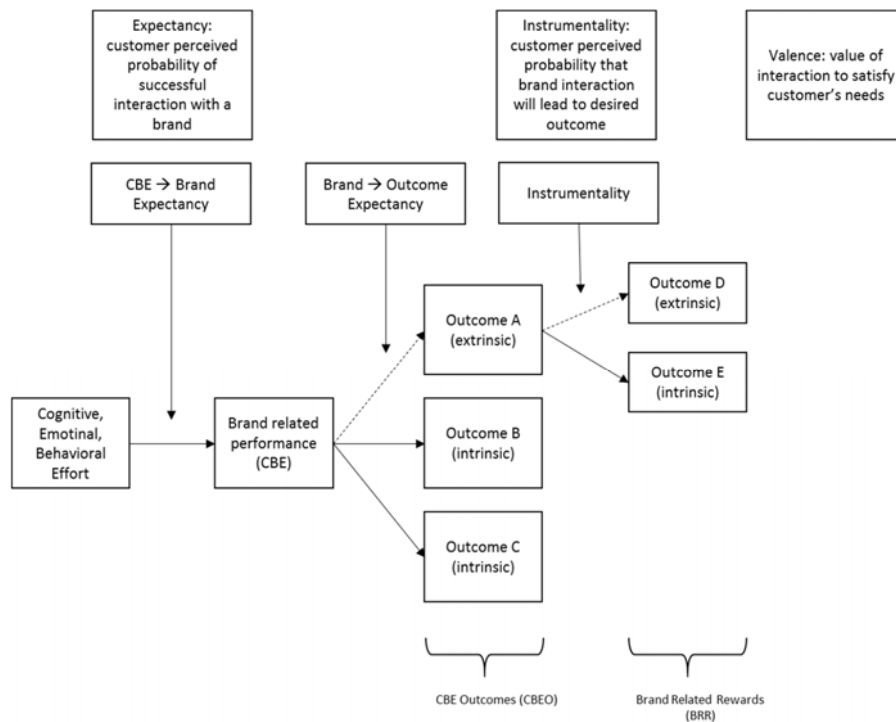 Expectancy:
customer perceived
probability of
successful
interaction with a
brand
Instrumentality:
customer perceived
probability that
brand interaction
will lead to desired
outcome
Valence: value of
interaction to satisfy
customer's needs
CBE → Brand
Expectancy
Brand → Outcome
Expectancy
Instrumentality
Cognitive,
Emotinal,
Behavioral
Effort
Brand related
performance
(CBE)
Outcome A
(extrinsic)
Outcome B
(intrinsic)
Outcome C
(intrinsic)
Outcome D
(extrinsic)
Outcome E
(intrinsic)
CBE Outcomes (CBEO)
Brand Related Rewards
(BRR)